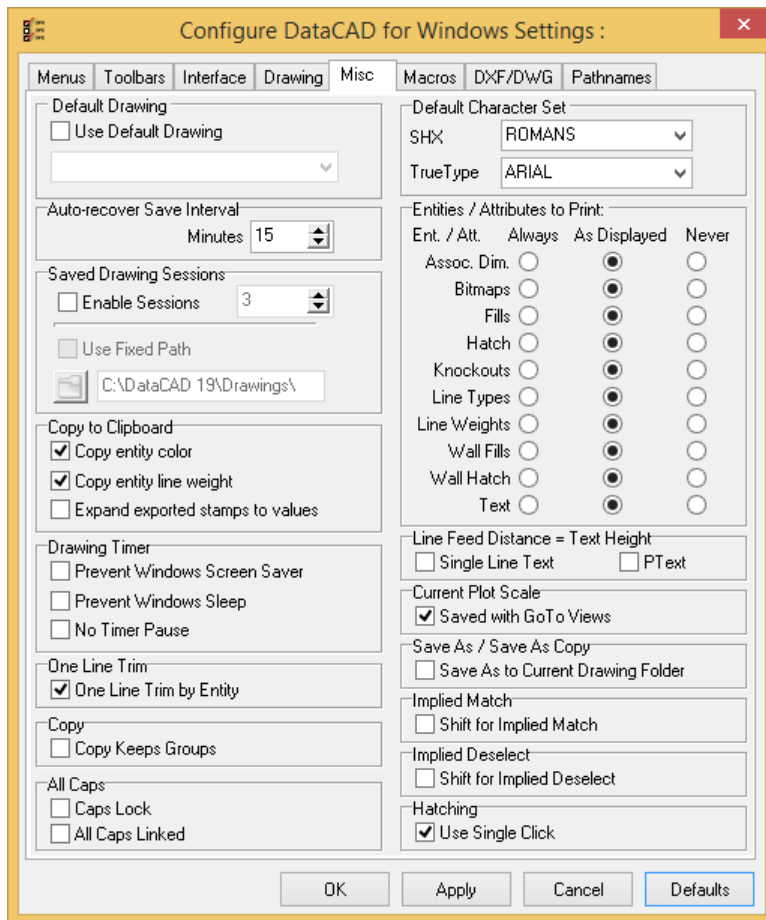 Configure DataCAD for Windows Settings :
Menus Toolbars Interface Drawing Misc Macros DXF/DWG Pathnames
Default Drawing
Use Default Drawing
Auto-recover Save Interval
Minutes 15
Saved Drawing Sessions
Enable Sessions 3
Use Fixed Path
C:\DataCAD 19\Drawings\
Copy to Clipboard
Copy entity color
Copy entity line weight
Expand exported stamps to values
Drawing Timer
Prevent Windows Screen Saver
Prevent Windows Sleep
No Timer Pause
One Line Trim
One Line Trim by Entity
Copy
Copy Keeps Groups
All Caps
Caps Lock
All Caps Linked
Default Character Set
SHX ROMANS
TrueType ARIAL
Entities / Attributes to Print:
Ent. / Att. Always As Displayed Never
Assoc. Dim.
Bitmaps
Fills
Hatch
Knockouts
Line Types
Line Weights
Wall Fills
Wall Hatch
Text
Line Feed Distance = Text Height
Single Line Text PText
Current Plot Scale
Saved with GoTo Views
Save As / Save As Copy
Save As to Current Drawing Folder
Implied Match
Shift for Implied Match
Implied Deselect
Shift for Implied Deselect
Hatching
Use Single Click
OK Apply Cancel Defaults